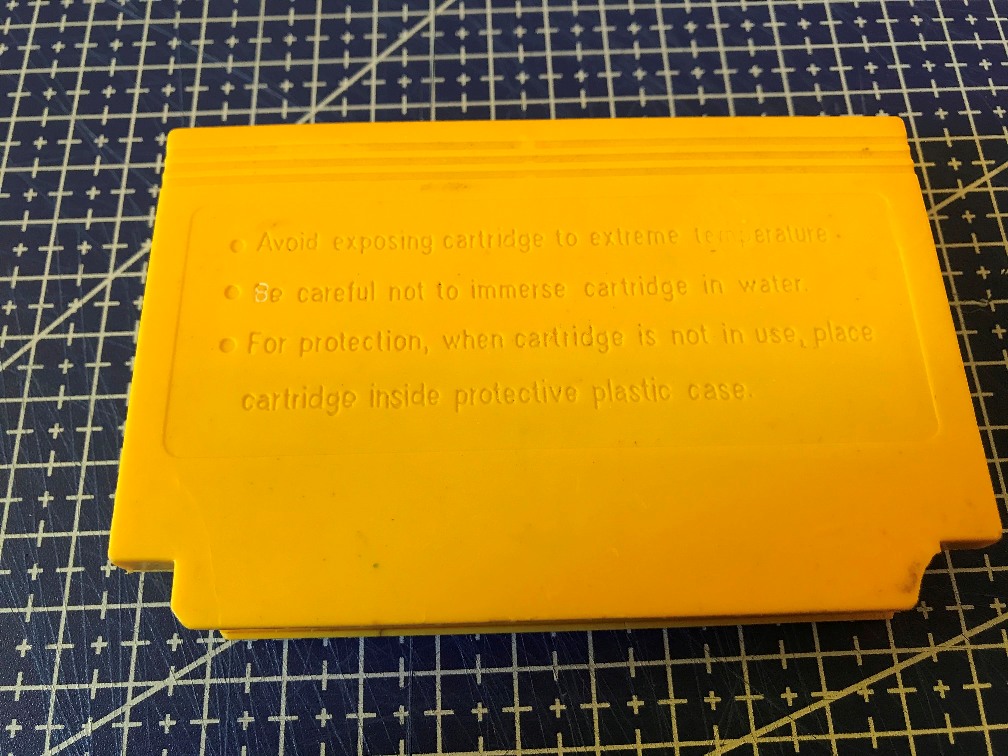 Avoid exposing cartridge to extreme temperature.
Be careful not to immerse cartridge in water.
For protection, when cartridge is not in use, place
cartridge inside protective plastic case.